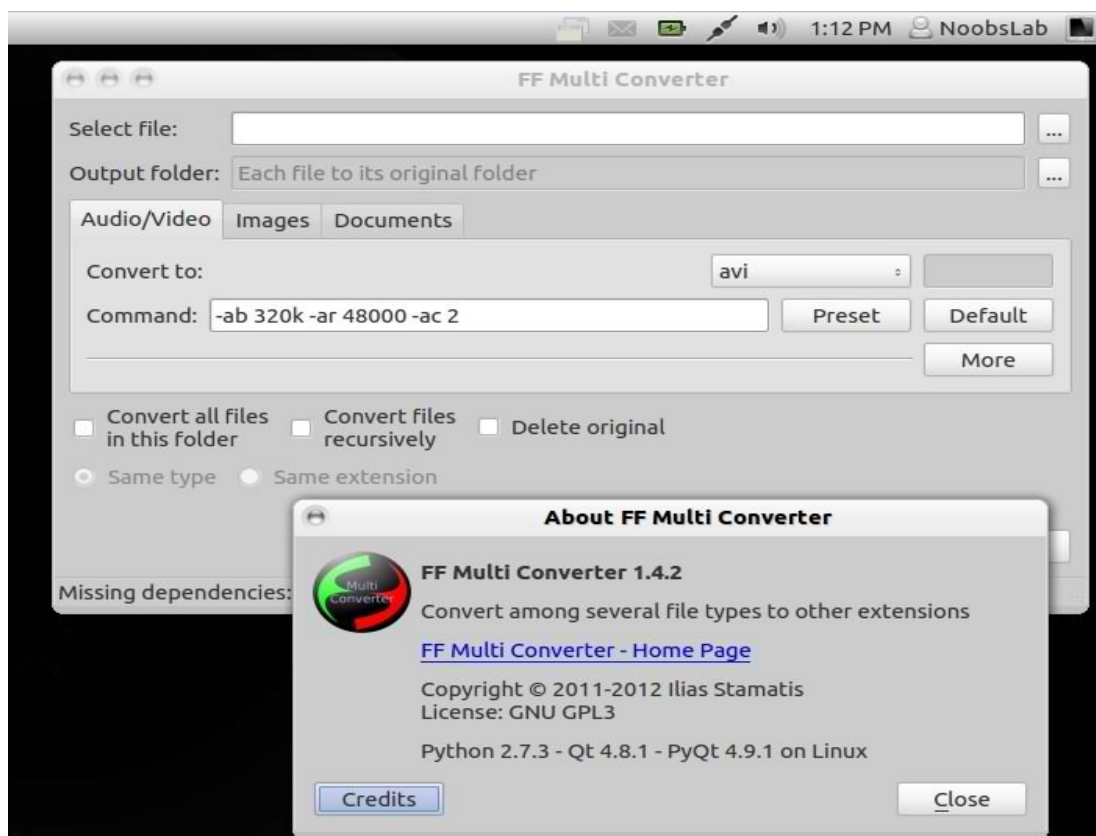 1:12 PM NoobsLab
FF Multi Converter
Select file:
...
Output folder: Each file to its original folder
...
Audio/Video Images Documents
Convert to: avi
Command: -ab 320k -ar 48000 -ac 2 Preset Default
More
Convert all files
in this folder
Convert files
recursively
Delete original
Same type Same extension
Missing dependencies:
About FF Multi Converter
Multi
Converter
FF Multi Converter 1.4.2
Convert among several file types to other extensions
FF Multi Converter - Home Page
Copyright © 2011-2012 Ilias Stamatis
License: GNU GPL3
Python 2.7.3 - Qt 4.8.1 - PyQt 4.9.1 on Linux
Credits Close